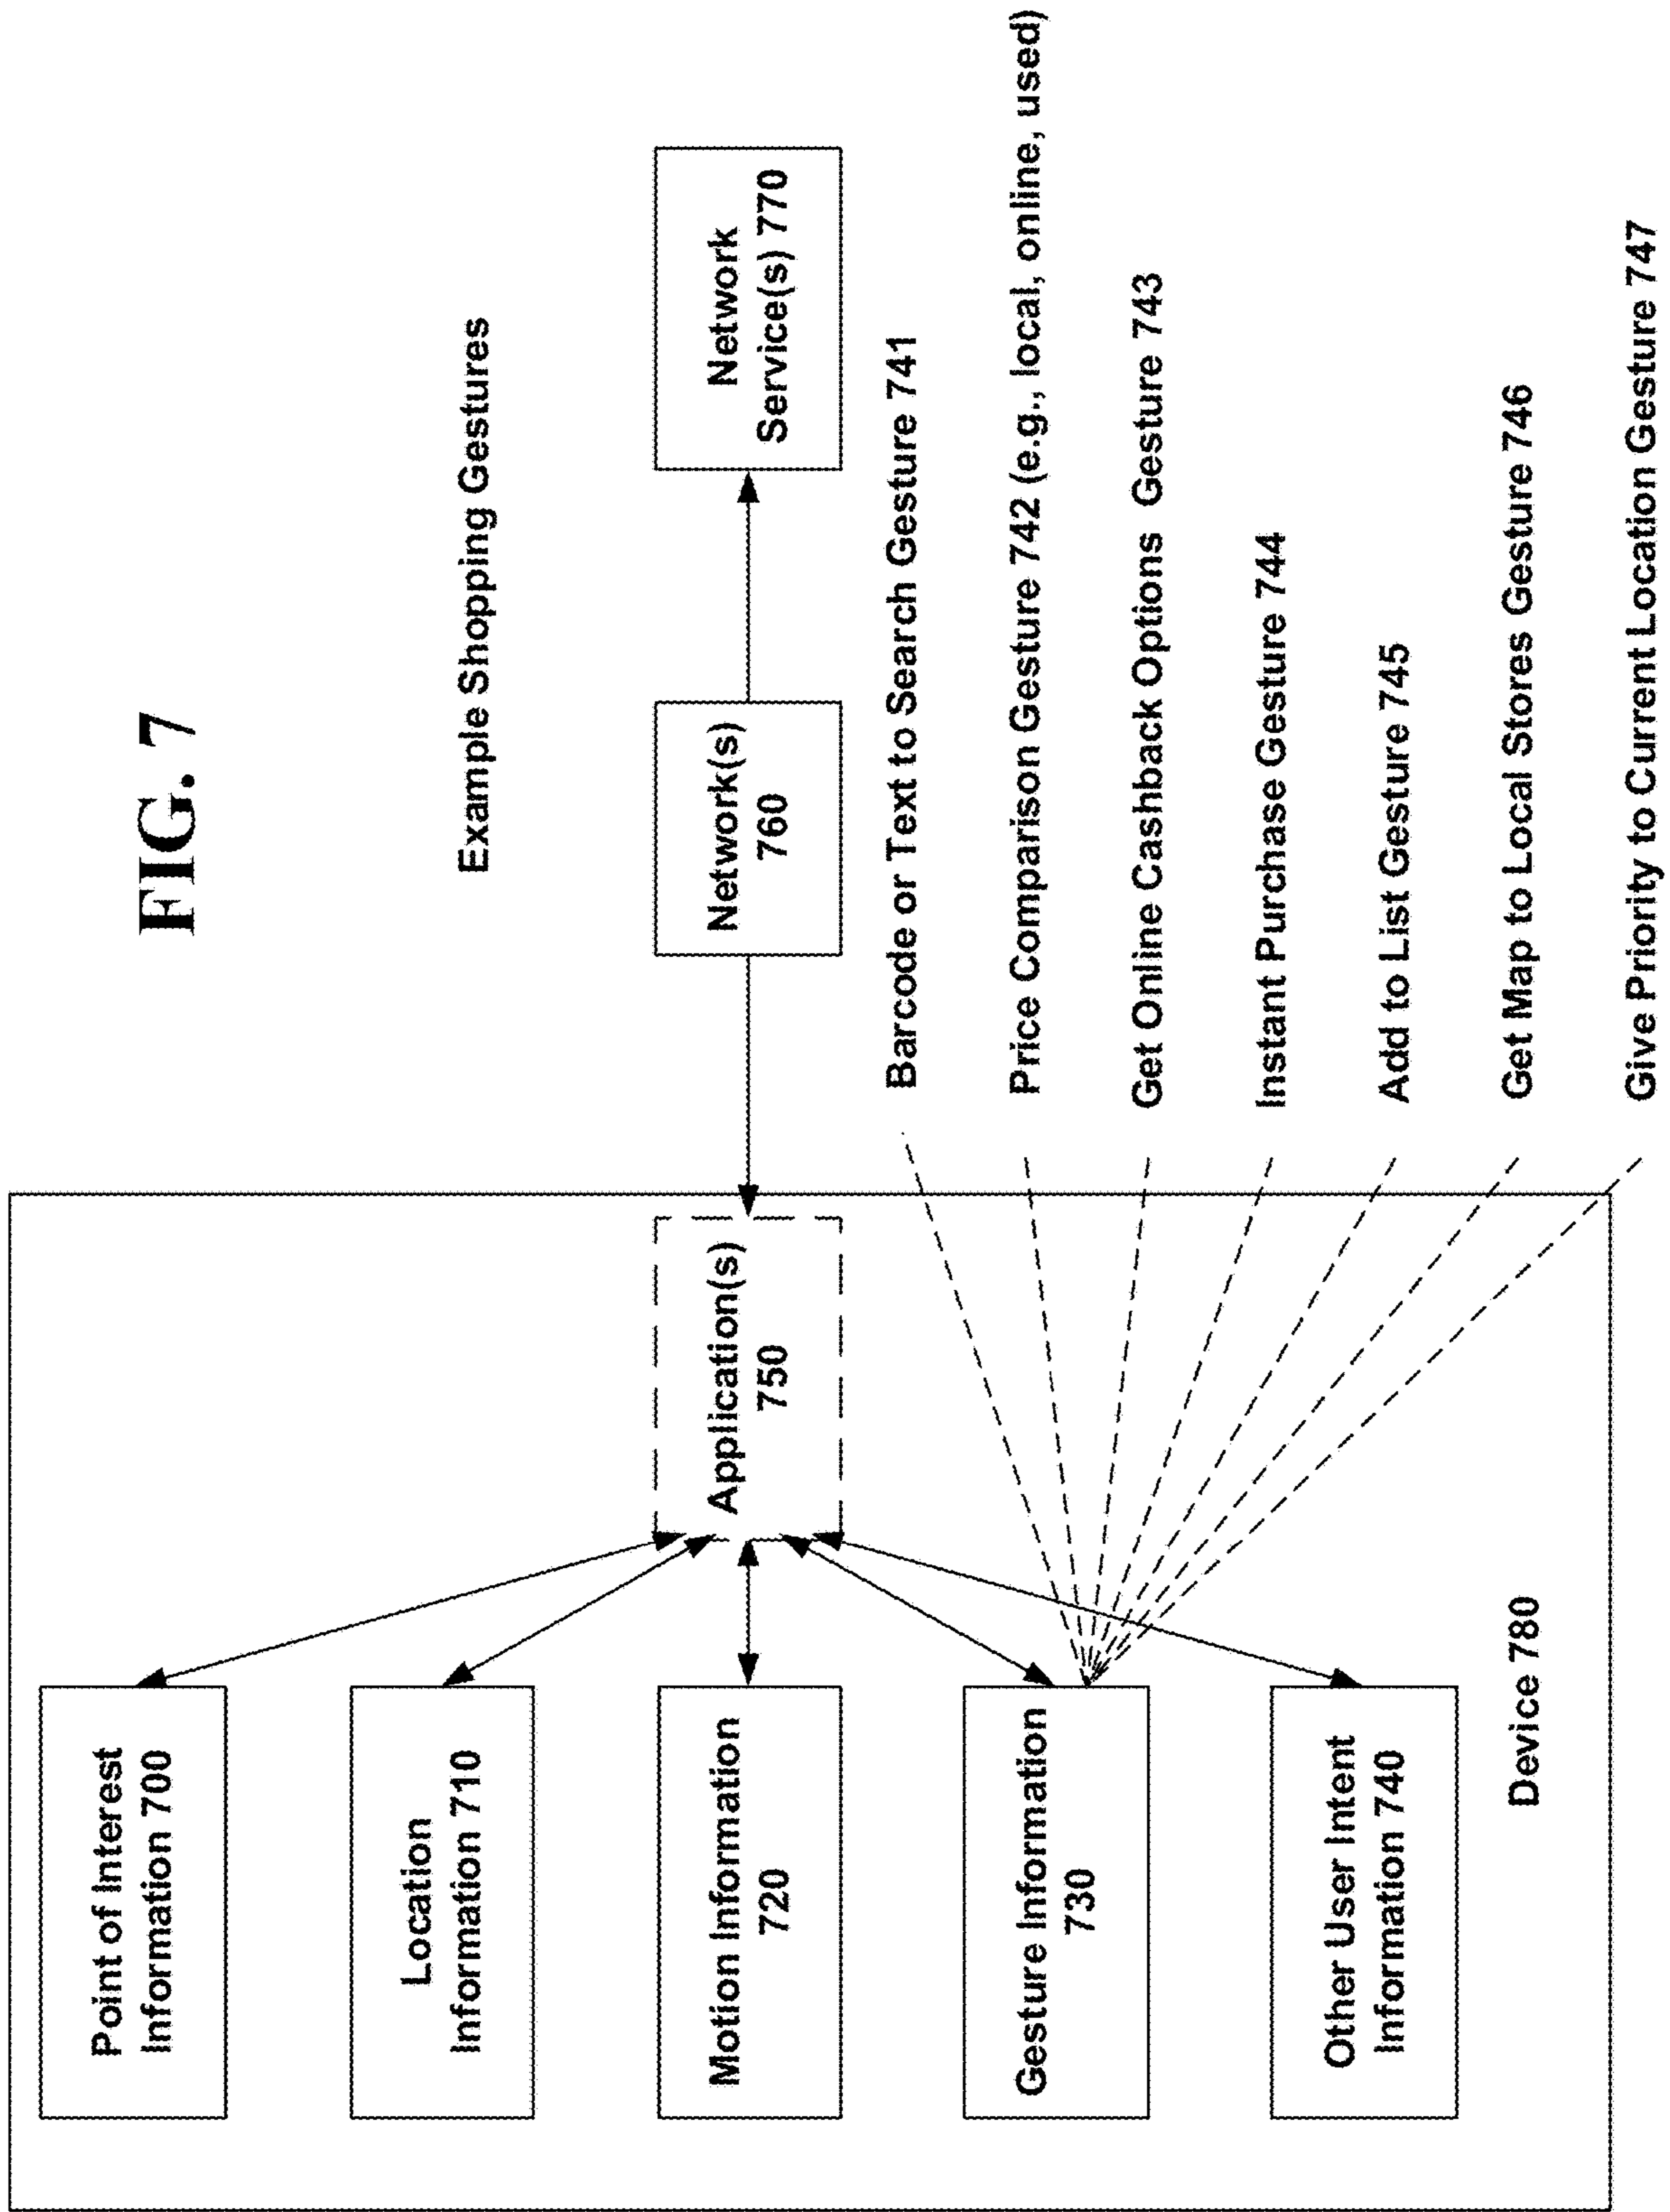 FIG. 7
Example Shopping Gestures
Point of Interest
Information 700
Location
Information 710
Motion Information
720
Gesture Information
730
Other User Intent
Information 740
Device 780
Application(s)
750
Network(s)
760
Network
Service(s) 770
Barcode or Text to Search Gesture 741
Price Comparison Gesture 742 (e.g., local, online, used)
Get Online Cashback Options Gesture 743
Instant Purchase Gesture 744
Add to List Gesture 745
Get Map to Local Stores Gesture 746
Give Priority to Current Location Gesture 747